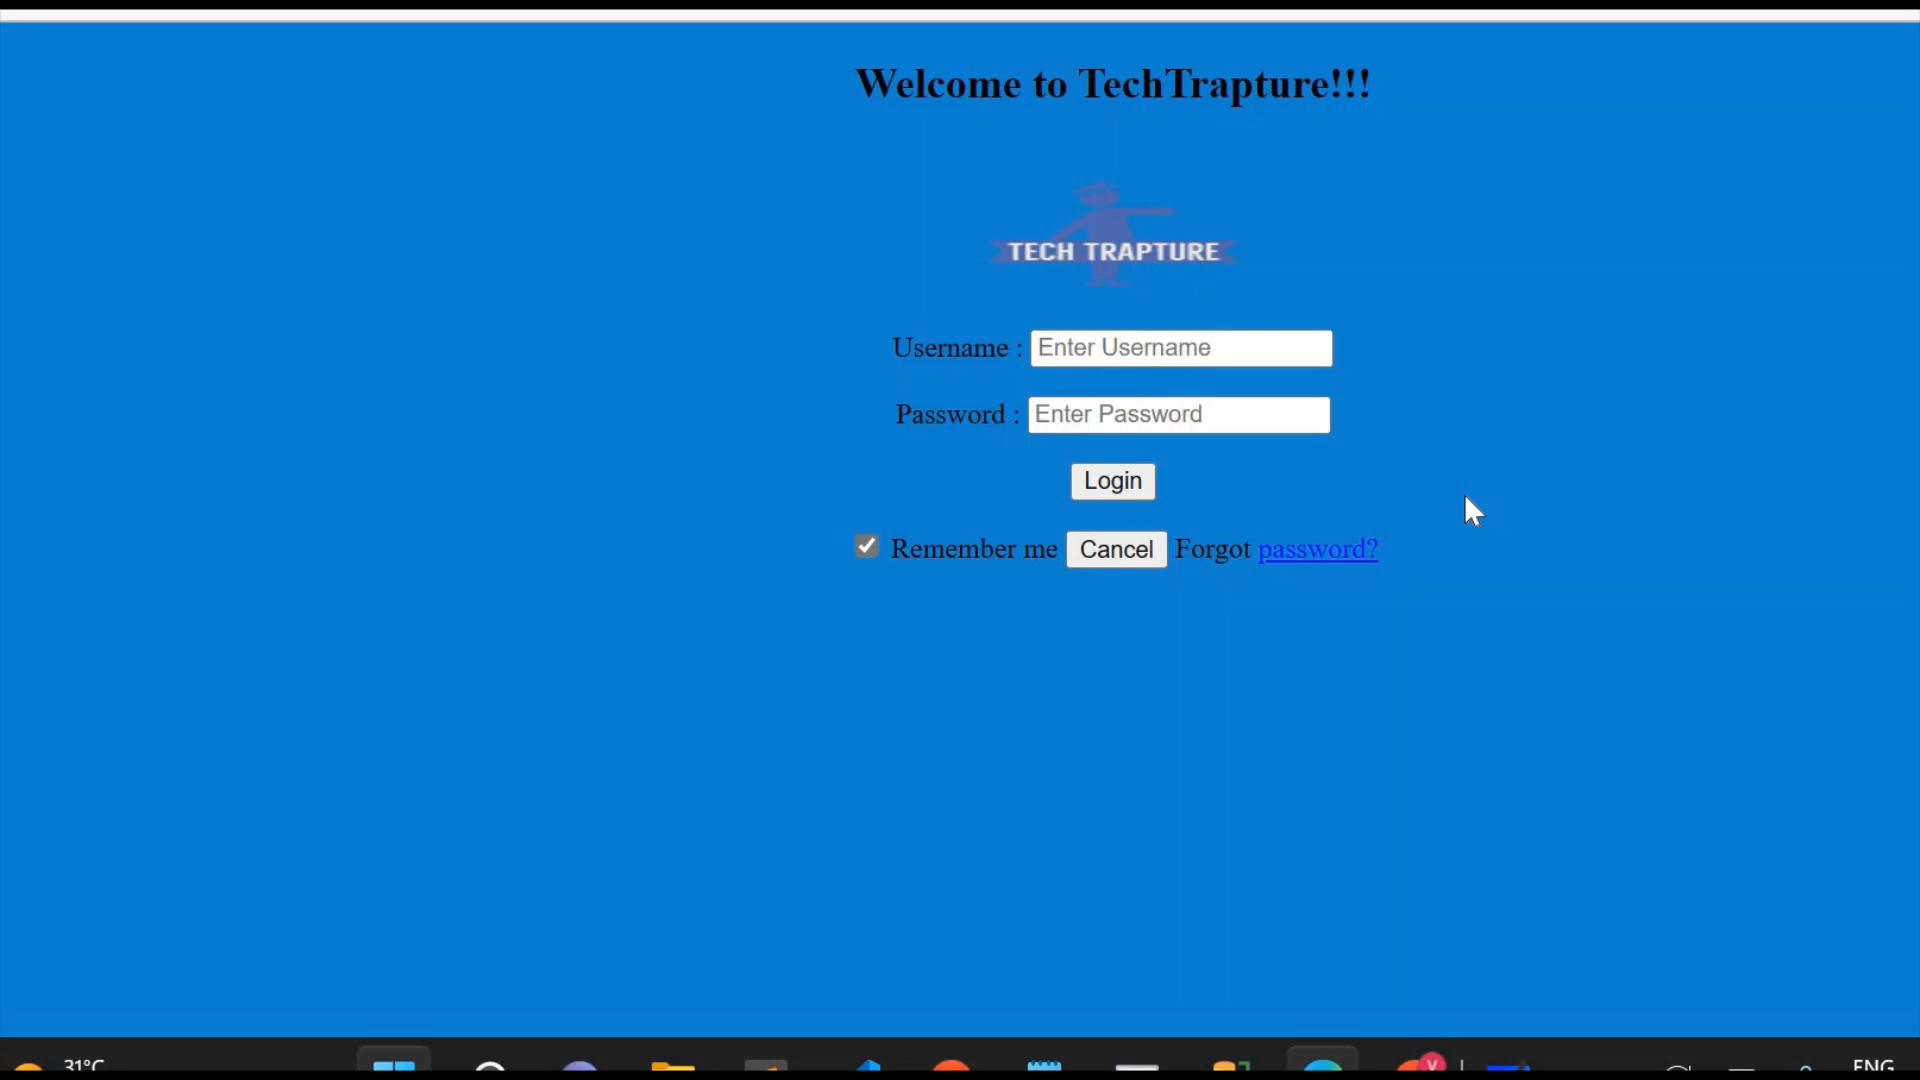 Welcome to TechTrapture!!!
TECH TRAPTURE
Username : Enter Username
Password : Enter Password
Login
Remember me Cancel Forgot password?
31°C
V
ENG